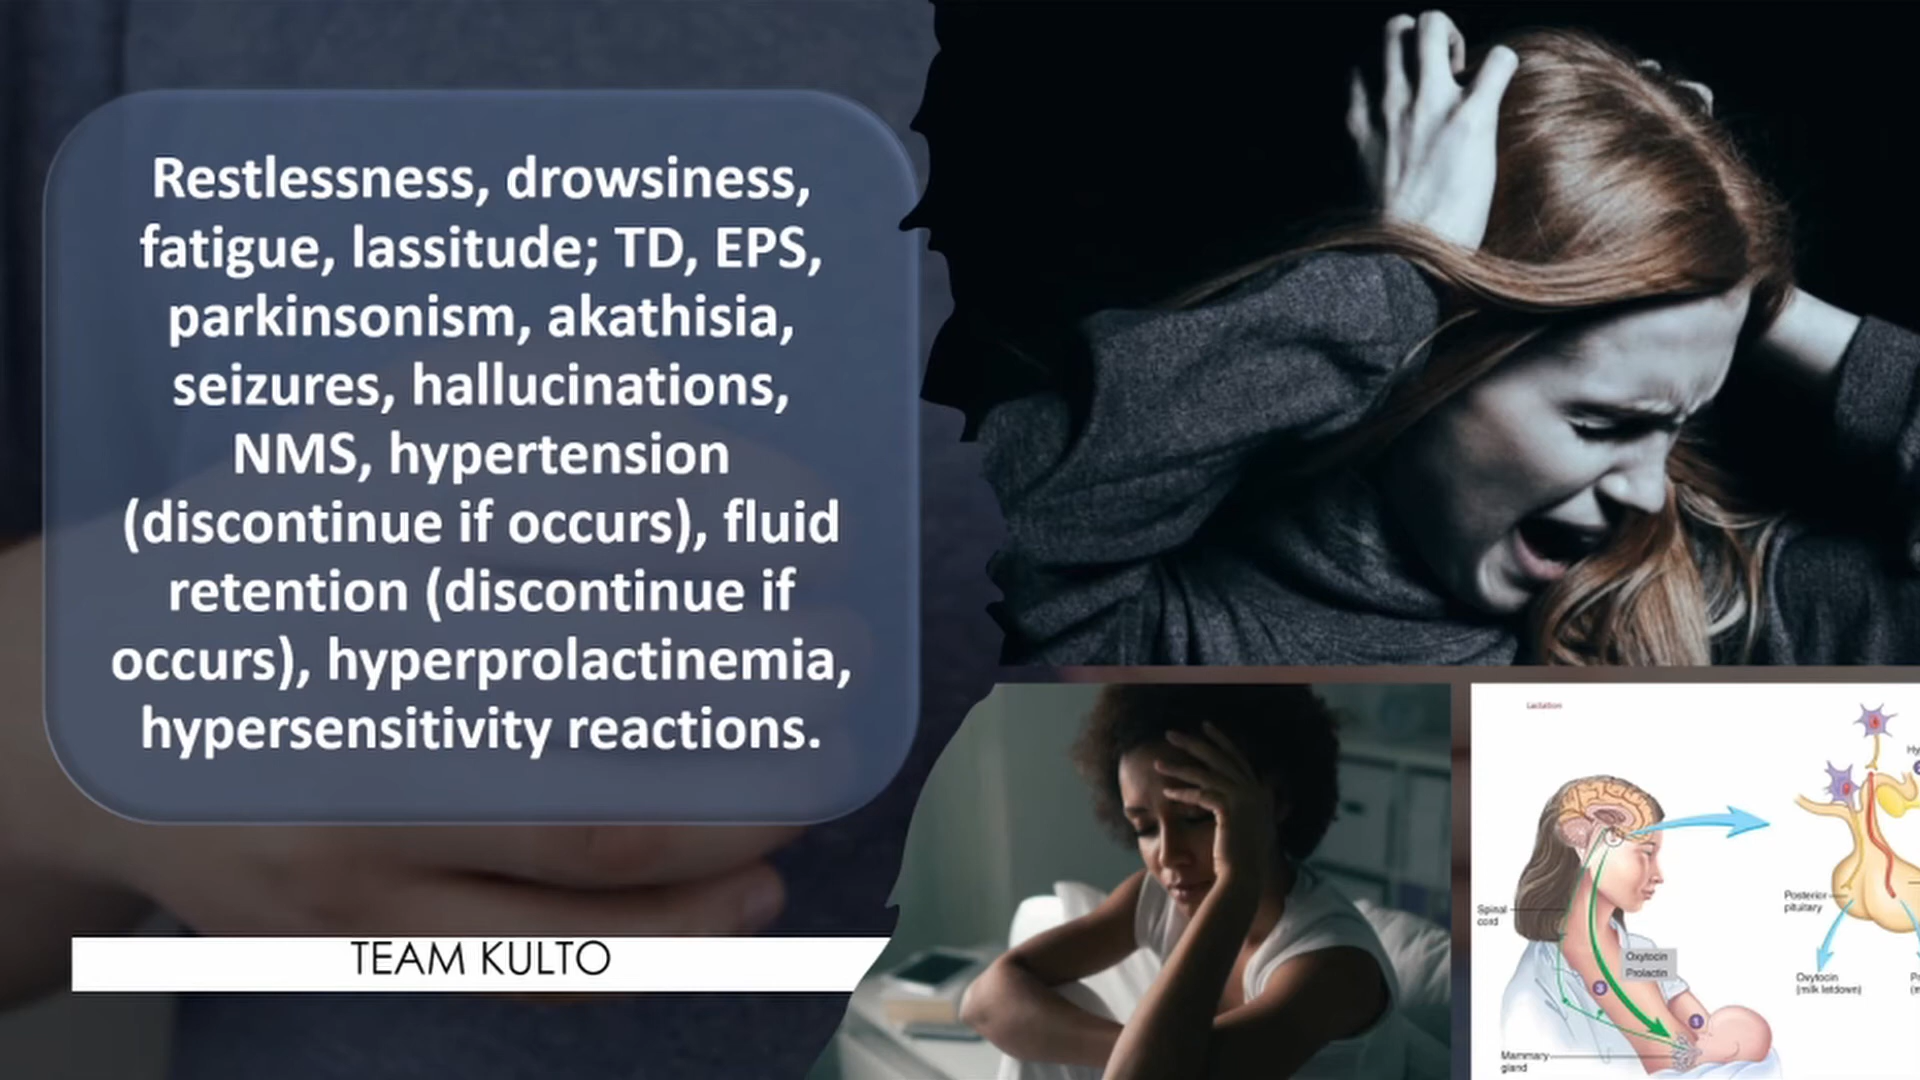 Restlessness, drowsiness,
fatigue, lassitude; TD, EPS,
parkinsonism, akathisia,
seizures, hallucinations,
NMS, hypertension
(discontinue if occurs), fluid
retention (discontinue if
occurs), hyperprolactinemia,
hypersensitivity reactions.
TEAM KULTO
Lactation
Spinal
cord
Oxytocin
Prolactin
Mammary
gland
Posterior
pituitary
Oxytocin
(milk letdown)